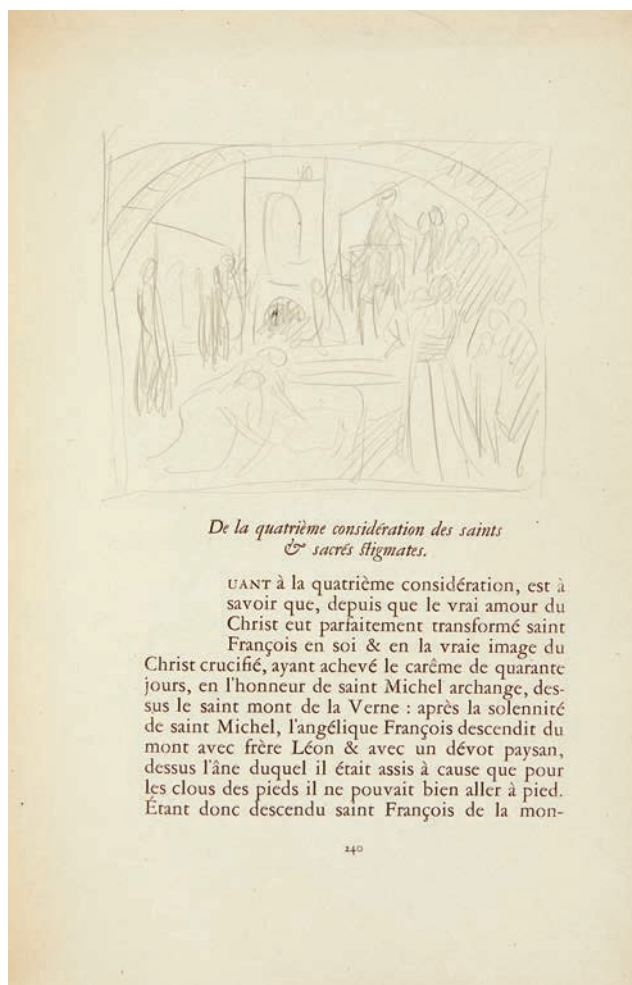 De la quatrième considération des saints
& sacrés stigmates.
UANT à la quatrième considération, est à
savoir que, depuis que le vrai amour du
Christ eut parfaitement transformé saint
François en soi & en la vraie image du
Christ crucifié, ayant achevé le carême de quarante
jours, en l'honneur de saint Michel archange, des-
sus le saint mont de la Verne : après la solennité
de saint Michel, l'angélique François descendit du
mont avec frère Léon & avec un dévot paysan,
dessus l'âne duquel il était assis à cause que pour
les clous des pieds il ne pouvait bien aller à pied.
Étant donc descendu saint François de la mon-
240